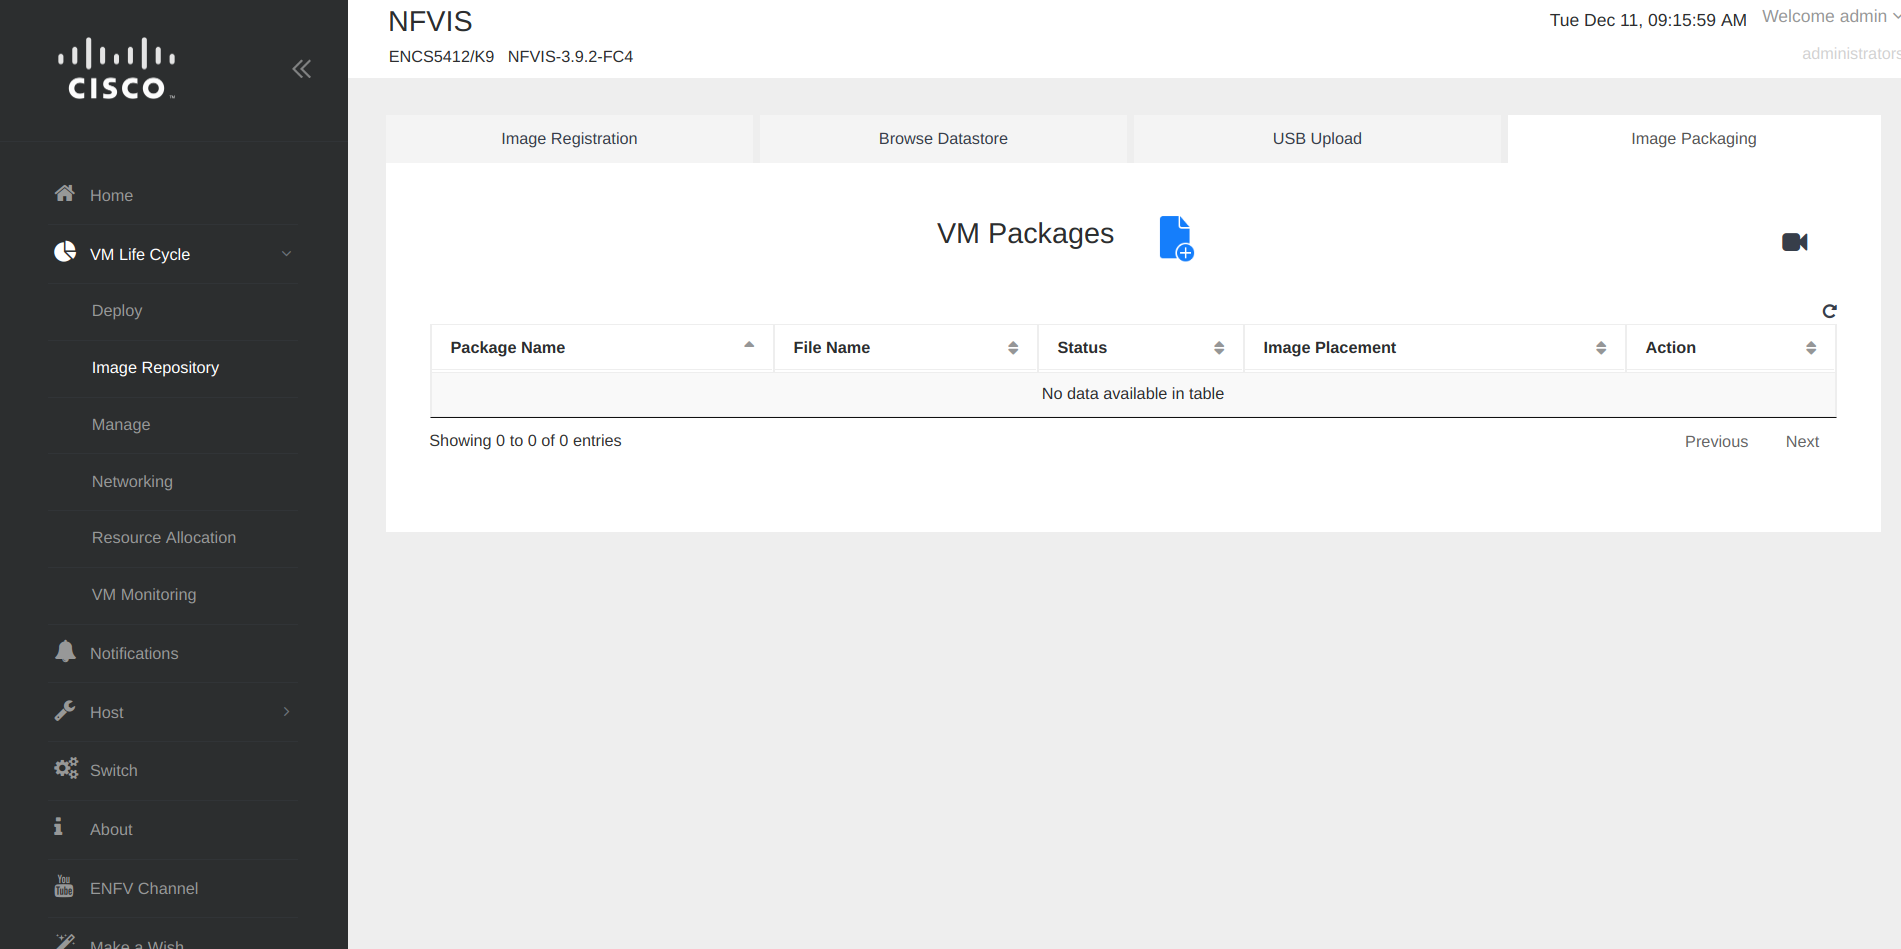 CISCO
NFVIS
ENCS5412/K9 NFVIS-3.9.2-FC4
Tue Dec 11, 09:15:59 AM Welcome admin
administrators
Home
VM Life Cycle
Deploy
Image Repository
Manage
Networking
Resource Allocation
VM Monitoring
Notifications
Host
Switch
About
You Tube ENFV Channel
Make a Wish
Image Registration Browse Datastore USB Upload Image Packaging
VM Packages
Package Name File Name Status Image Placement Action
No data available in table
Showing 0 to 0 of 0 entries Previous Next